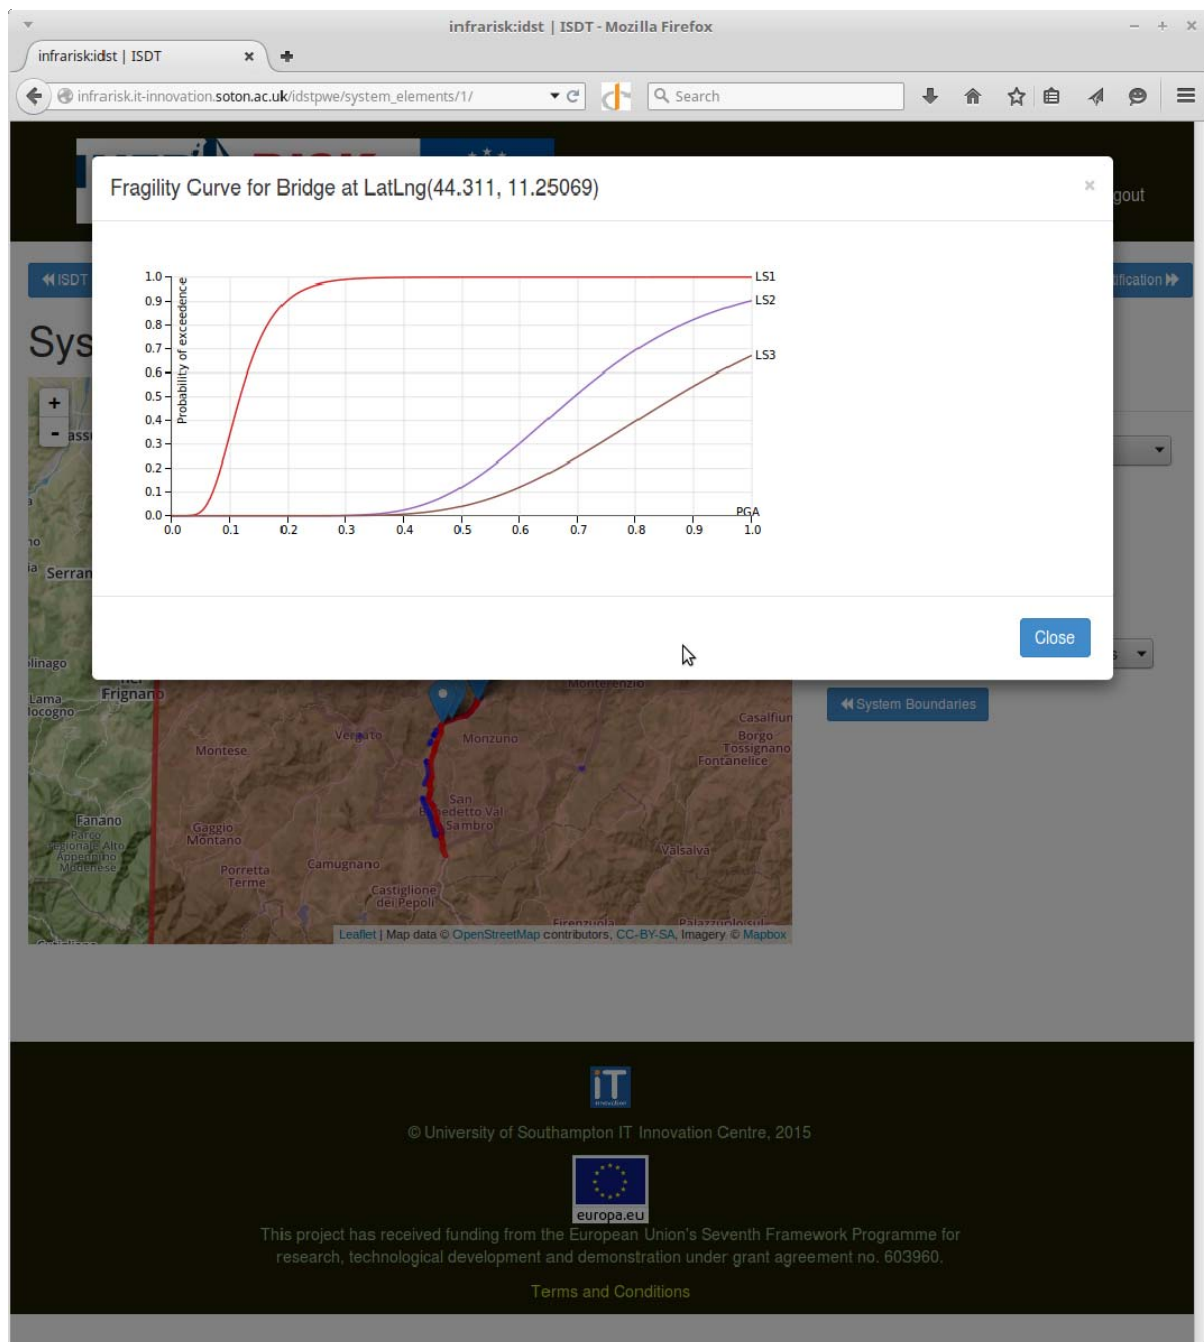 infrarisk:idst | ISDT - Mozilla Firefox
infrarisk:idst | ISDT
infrarisk.it-innovation.soton.ac.uk/idstpwe/system_elements/1/
Search
Fragility Curve for Bridge at LatLng(44.311, 11.25069)
×
gout
ISDT
ification
Sys
+
-
1.0
0.9
0.8
0.7
0.6
0.5
0.4
0.3
0.2
0.1
0.0
Probability of exceedence
LS1
LS2
LS3
PGA
0.0 0.1 0.2 0.3 0.4 0.5 0.6 0.7 0.8 0.9 1.0
Close
Serran
olinago
Lama
Mocogno
Frignano
Monterenzio
System Boundaries
Vergato
Monzuno
Casalfiun
Borgo
Tossignano
Fontanelice
Montese
San
Benedetto Val
Sambro
Fanano
Parco
regionale Alto
Appennino
Modenese
Gaggio
Montano
Valsalva
Porretta
Terme
Camugnano
Castiglione
dei Pepoli
Firenzuola
Leaflet | Map data © OpenStreetMap contributors, CC-BY-SA, Imagery © Mapbox
iT
innovation
© University of Southampton IT Innovation Centre, 2015
europa.eu
This project has received funding from the European Union's Seventh Framework Programme for
research, technological development and demonstration under grant agreement no. 603960.
Terms and Conditions